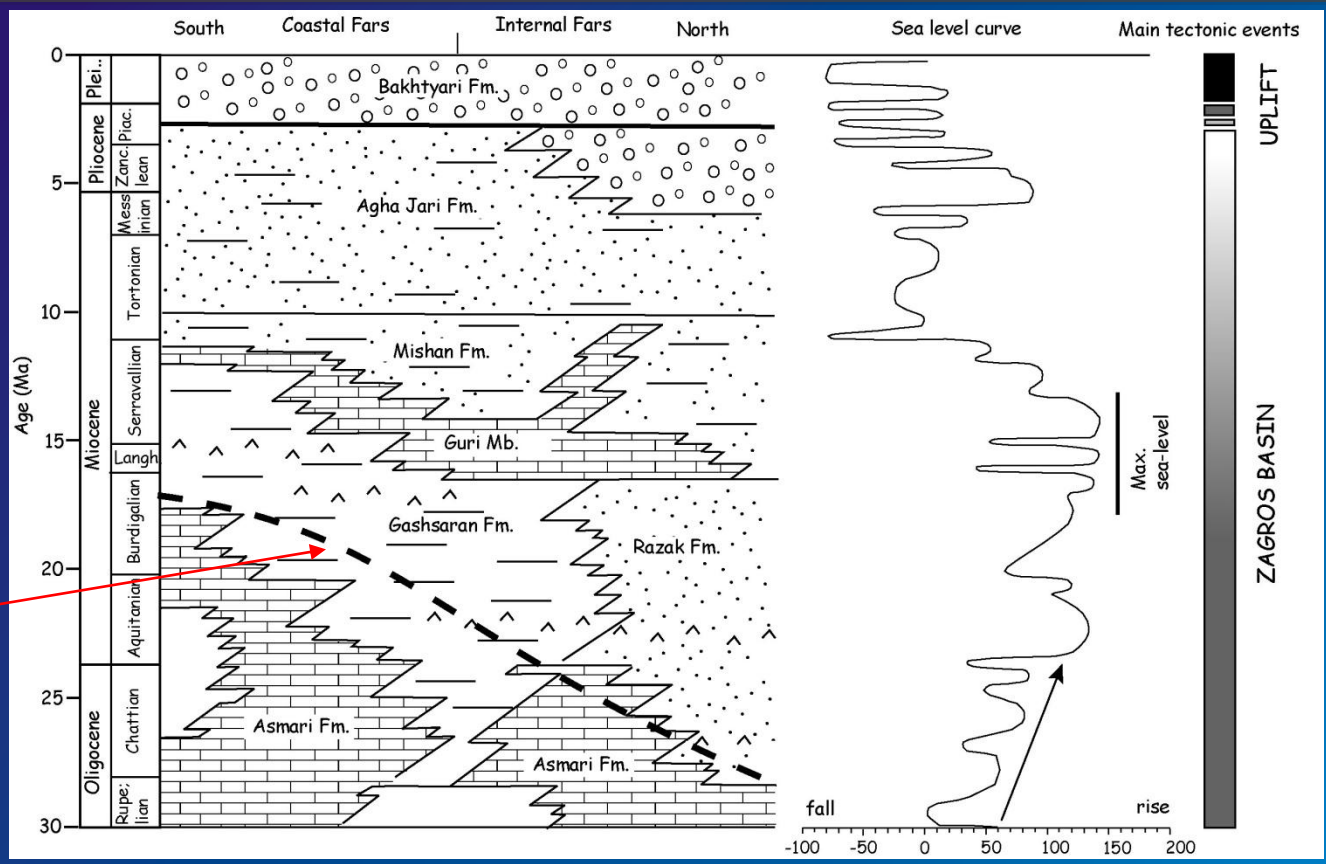 South Coastal Fars Internal Fars North Sea level curve Main tectonic events
0
5
10
15
20
25
30
Age (Ma)
Plei..
Pliocene
Miocene
Oligocene
Piac.
Zanc.
lean
Mess
inian
Tortonian
Serravallian
Langh
Burdigalian
Aquitanian
Chattian
Rupe;
lian
Bakhtyari Fm.
Agha Jari Fm.
Mishan Fm.
Guri Mb.
Gashsaran Fm.
Razak Fm.
Asmari Fm.
Asmari Fm.
Max.
sea-level
fall rise
-100 -50 0 50 100 150 200
UPLIFT
ZAGROS BASIN